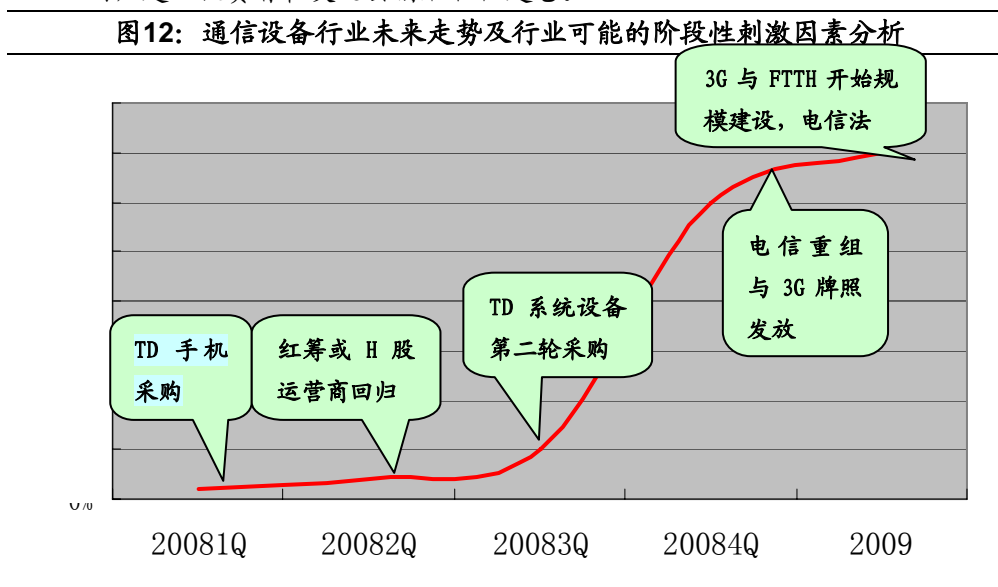 图12：通信设备行业未来走势及行业可能的阶段性刺激因素分析
3G 与 FTTH 开始规
模建设，电信法
电信重组
与 3G 牌照
发放
TD 系统设备
第二轮采购
TD 手机
采购
红筹或 H 股
运营商回归
0%
20081Q
20082Q
20083Q
20084Q
2009